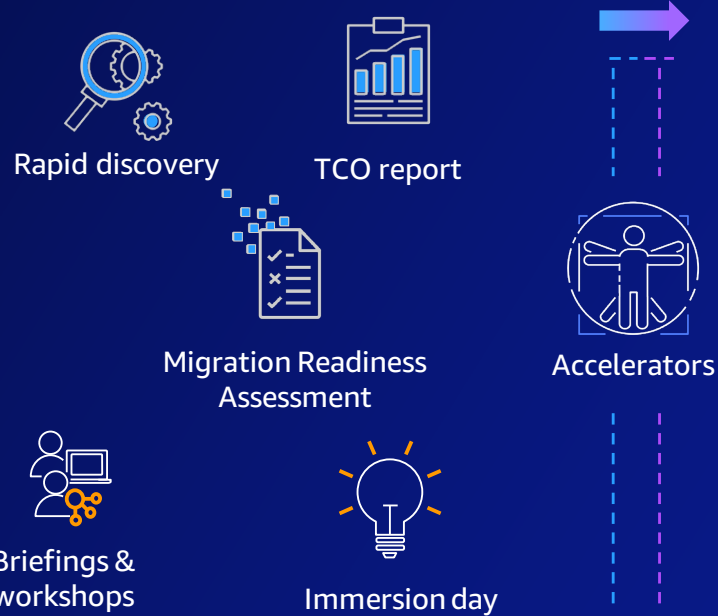 Rapid discovery
TCO report
Migration Readiness
Assessment
Accelerators
Briefings &
workshops
Immersion day